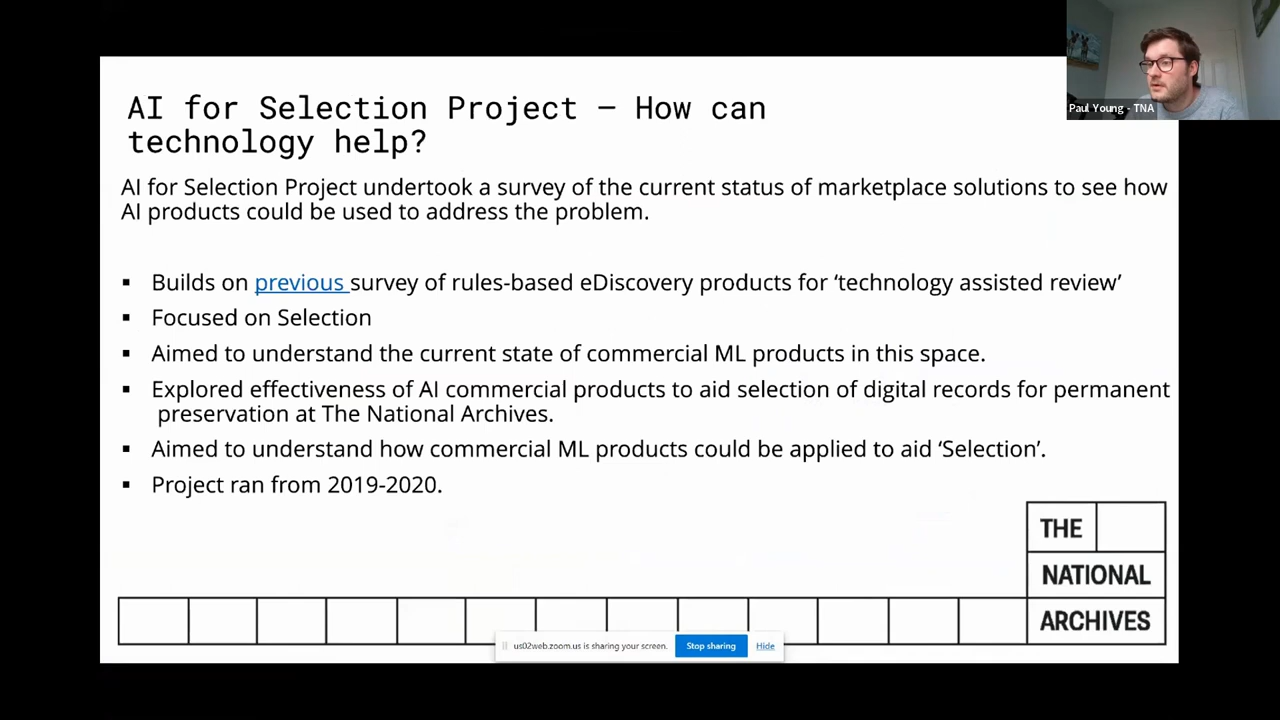 Paul Young - TNA
AI for Selection Project – How can
technology help?
AI for Selection Project undertook a survey of the current status of marketplace solutions to see how
AI products could be used to address the problem.
▪ Builds on previous survey of rules-based eDiscovery products for ‘technology assisted review’
▪ Focused on Selection
▪ Aimed to understand the current state of commercial ML products in this space.
▪ Explored effectiveness of AI commercial products to aid selection of digital records for permanent
preservation at The National Archives.
▪ Aimed to understand how commercial ML products could be applied to aid ‘Selection’.
▪ Project ran from 2019-2020.
THE
NATIONAL
ARCHIVES
us02web.zoom.us is sharing your screen. Stop sharing Hide